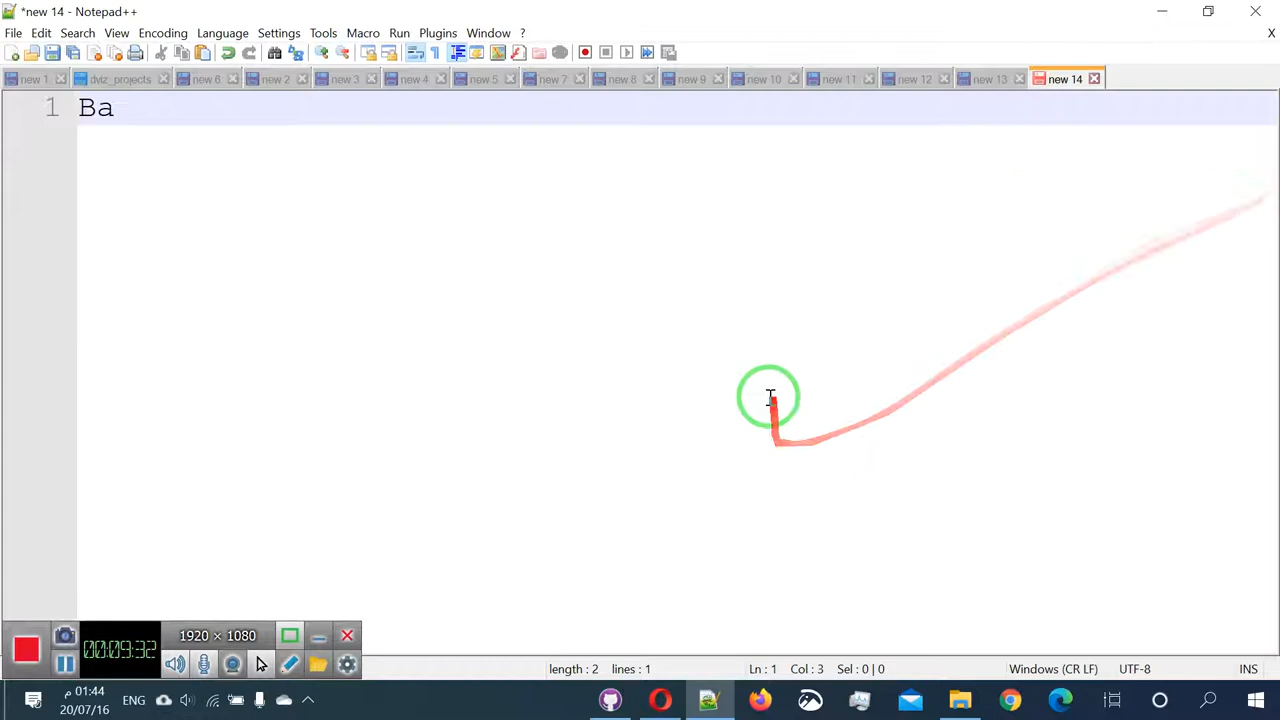 *new 14 - Notepad++
File Edit Search View Encoding Language Settings Tools Macro Run Plugins Window ? X
new 1 dviz_projects new 6 new 2 new 3 new 4 new 5 new 7 new 8 new 9 new 10 new 11 new 12 new 13 new 14
1 Ba
00:09:32 1920 × 1080
length : 2 lines : 1 Ln : 1 Col : 3 Sel : 0 | 0 Windows (CR LF) UTF-8 INS
01:44 م ENG
20/07/16